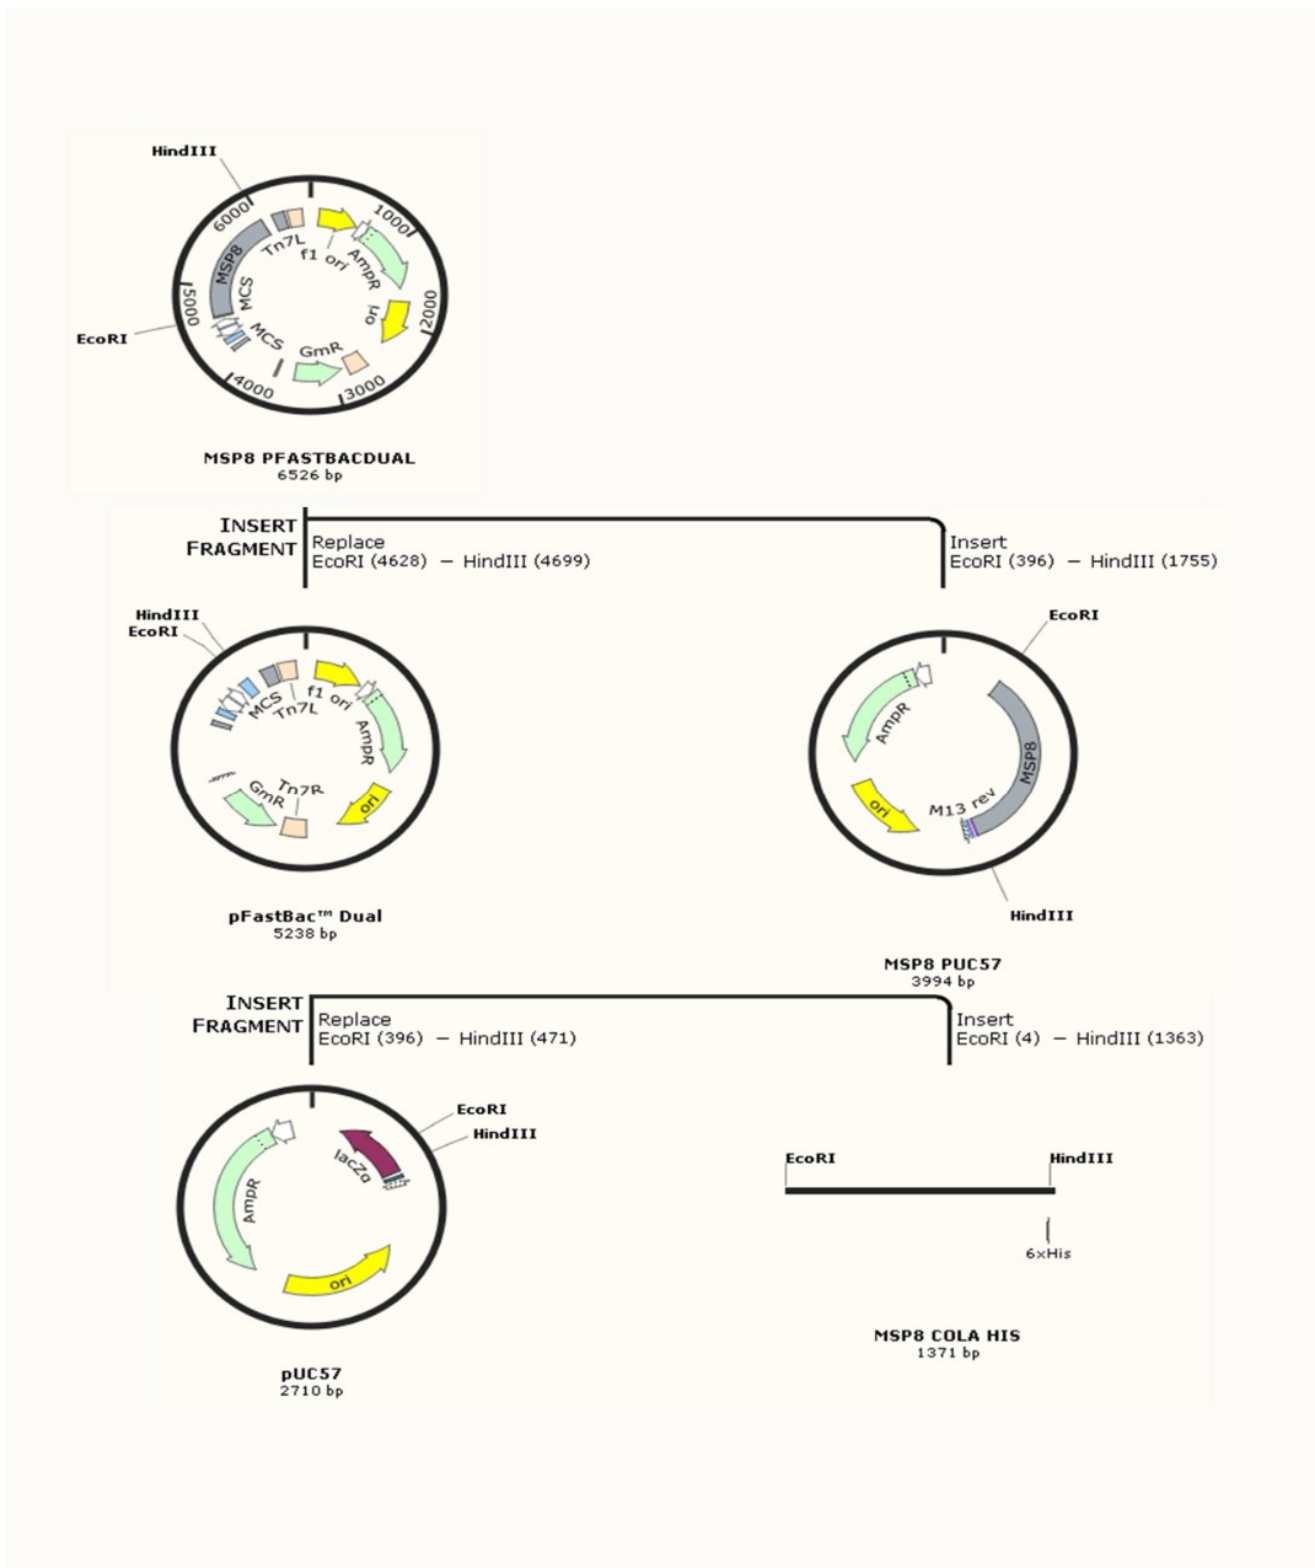 HindIII
6000
1000
Tn7L
f1 ori
MSP8
AmpR
MCS
5000
ori
2000
EcoRI
MCS
GmR
4000
3000
MSP8 PFASTBACDUAL
6526 bp
INSERT
FRAGMENT
Replace
EcoRI (4628) – HindIII (4699)
Insert
EcoRI (396) – HindIII (1755)
HindIII
EcoRI
MCS
Tn7L
f1 ori
AmpR
GmR
Tn7R
ori
pFastBac™ Dual
5238 bp
EcoRI
AmpR
MSP8
ori
M13 rev
HindIII
MSP8 PUC57
3994 bp
INSERT
FRAGMENT
Replace
EcoRI (396) – HindIII (471)
Insert
EcoRI (4) – HindIII (1363)
EcoRI
HindIII
lacZα
AmpR
ori
pUC57
2710 bp
EcoRI
HindIII
6xHis
MSP8 COLA HIS
1371 bp